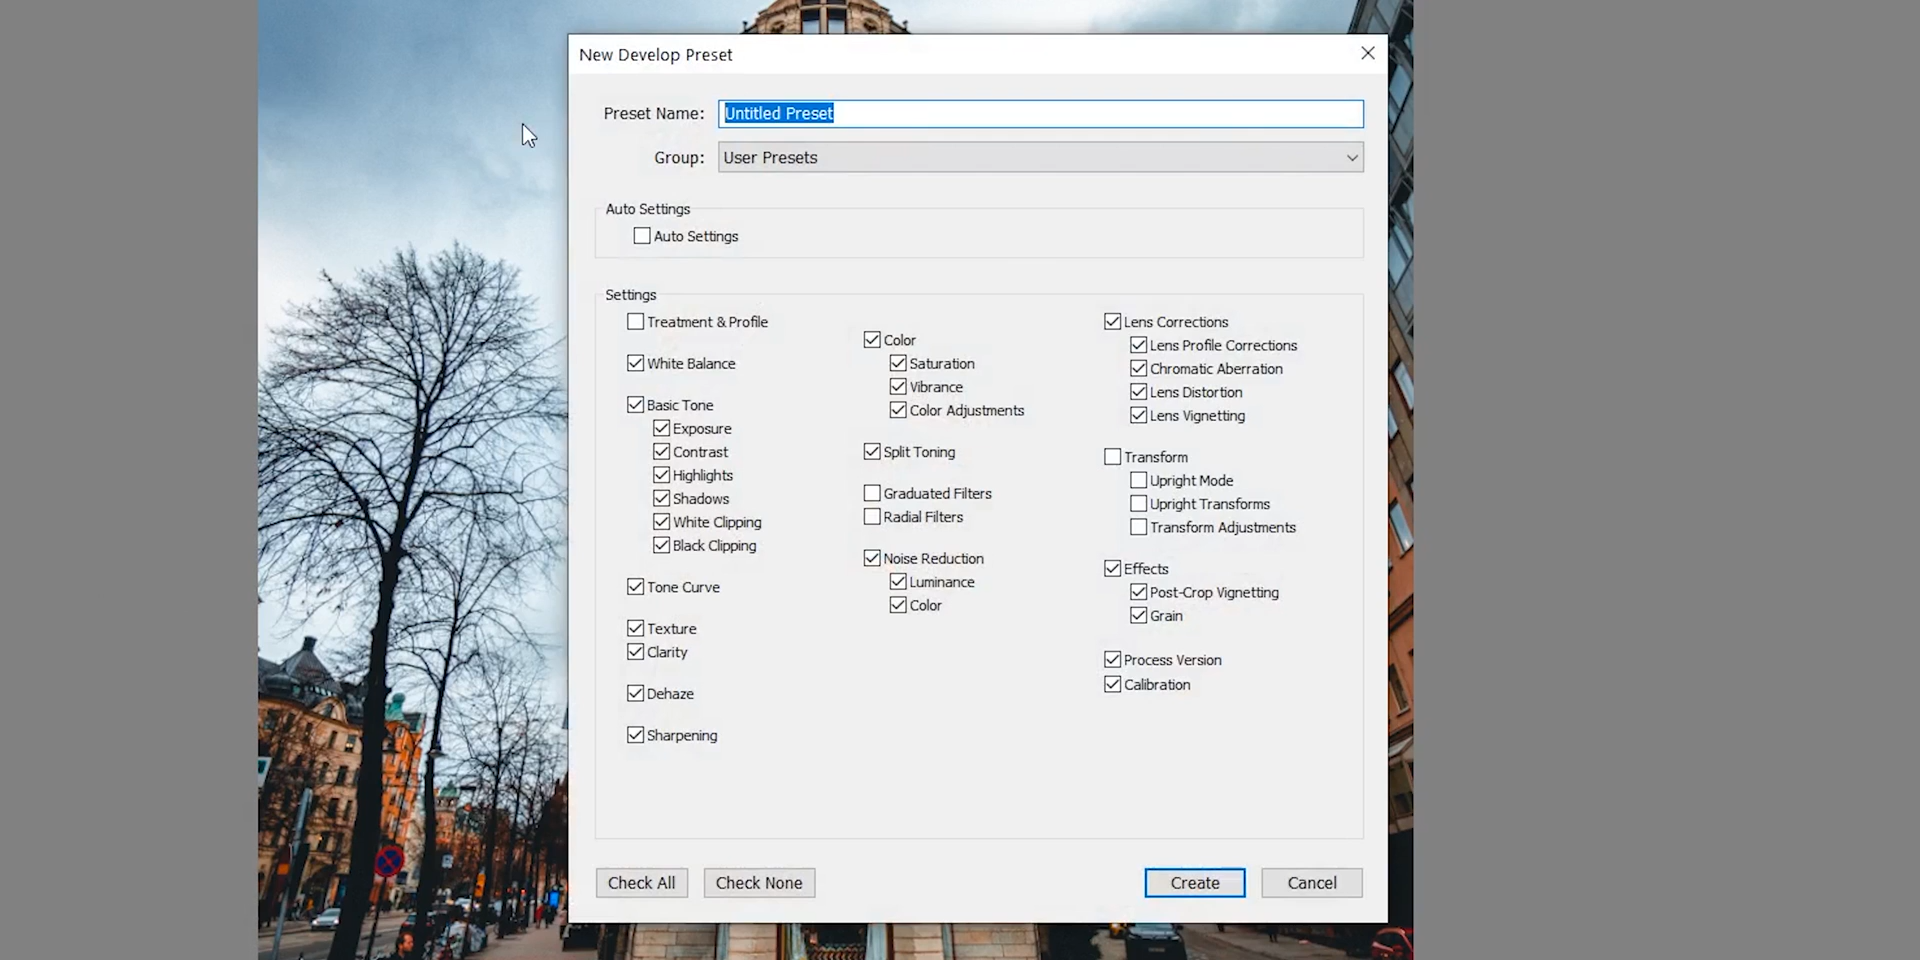 New Develop Preset
Preset Name: Untitled Preset
Group: User Presets
Auto Settings
Auto Settings
Settings
Treatment & Profile
White Balance
Basic Tone
Exposure
Contrast
Highlights
Shadows
White Clipping
Black Clipping
Tone Curve
Texture
Clarity
Dehaze
Sharpening
Color
Saturation
Vibrance
Color Adjustments
Split Toning
Graduated Filters
Radial Filters
Noise Reduction
Luminance
Color
Lens Corrections
Lens Profile Corrections
Chromatic Aberration
Lens Distortion
Lens Vignetting
Transform
Upright Mode
Upright Transforms
Transform Adjustments
Effects
Post-Crop Vignetting
Grain
Process Version
Calibration
Check All
Check None
Create
Cancel